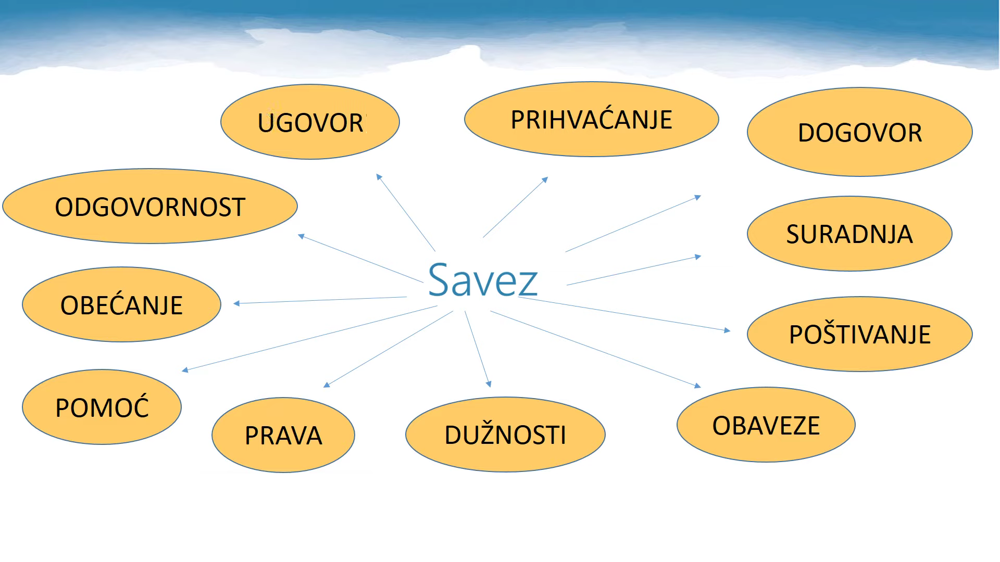 UGOVOR
PRIHVAĆANJE
DOGOVOR
ODGOVORNOST
SURADNJA
Savez
OBEĆANJE
POŠTIVANJE
POMOĆ
PRAVA
DUŽNOSTI
OBAVEZE